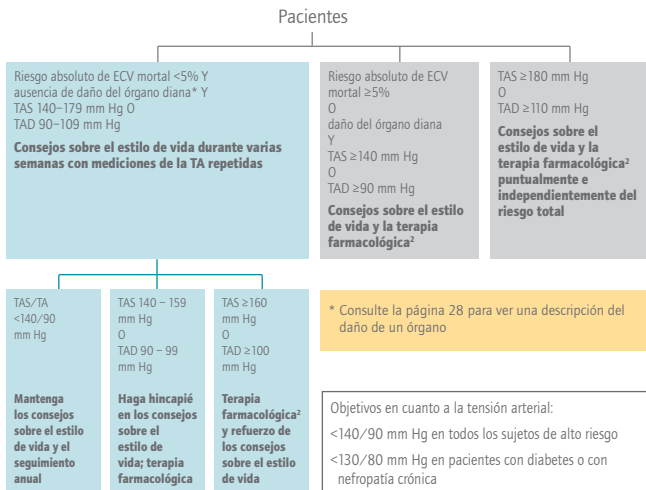 Pacientes
Riesgo absoluto de ECV mortal <5% Y
ausencia de daño del órgano diana* Y
TAS 140–179 mm Hg O
TAD 90–109 mm Hg
Consejos sobre el estilo de vida durante varias
semanas con mediciones de la TA repetidas
Riesgo absoluto de ECV
mortal ≥5%
O
daño del órgano diana
Y
TAS ≥140 mm Hg
O
TAD ≥90 mm Hg
Consejos sobre el estilo
de vida y la terapia
farmacológica²
TAS ≥180 mm Hg
O
TAD ≥110 mm Hg
Consejos sobre el
estilo de vida y la
terapia farmacológica²
puntualmente e
independientemente del
riesgo total
TAS/TA
<140/90
mm Hg
Mantenga
los consejos
sobre el estilo
de vida y el
seguimiento
anual
TAS 140 – 159
mm Hg
O
TAD 90 – 99
mm Hg
Haga hincapié
en los consejos
sobre el
estilo de
vida; terapia
farmacológica
TAS ≥160
mm Hg
O
TAD ≥100
mm Hg
Terapia
farmacológica²
y refuerzo de
los consejos
sobre el estilo
de vida
* Consulte la página 28 para ver una descripción del
daño de un órgano
Objetivos en cuanto a la tensión arterial:
<140/90 mm Hg en todos los sujetos de alto riesgo
<130/80 mm Hg en pacientes con diabetes o con
nefropatía crónica